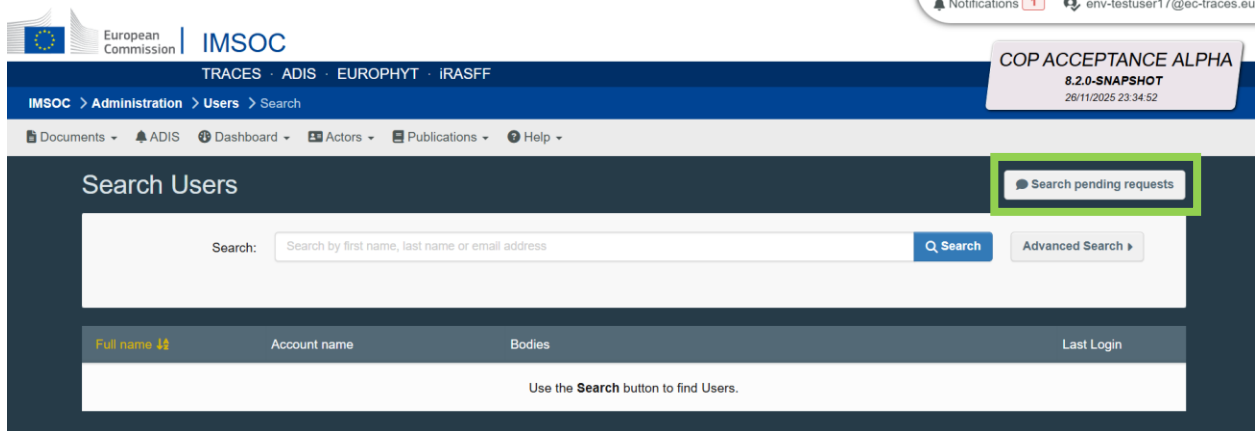 Notifications 1 env-testuser17@ec-traces.eu
European
Commission
IMSOC
TRACES · ADIS · EUROPHYT · iRASFF
COP ACCEPTANCE ALPHA
8.2.0-SNAPSHOT
26/11/2025 23:34:52
IMSOC > Administration > Users > Search
Documents ADIS Dashboard Actors Publications Help
Search Users
Search pending requests
Search: Search by first name, last name or email address Search Advanced Search
Full name Account name Bodies Last Login
Use the Search button to find Users.